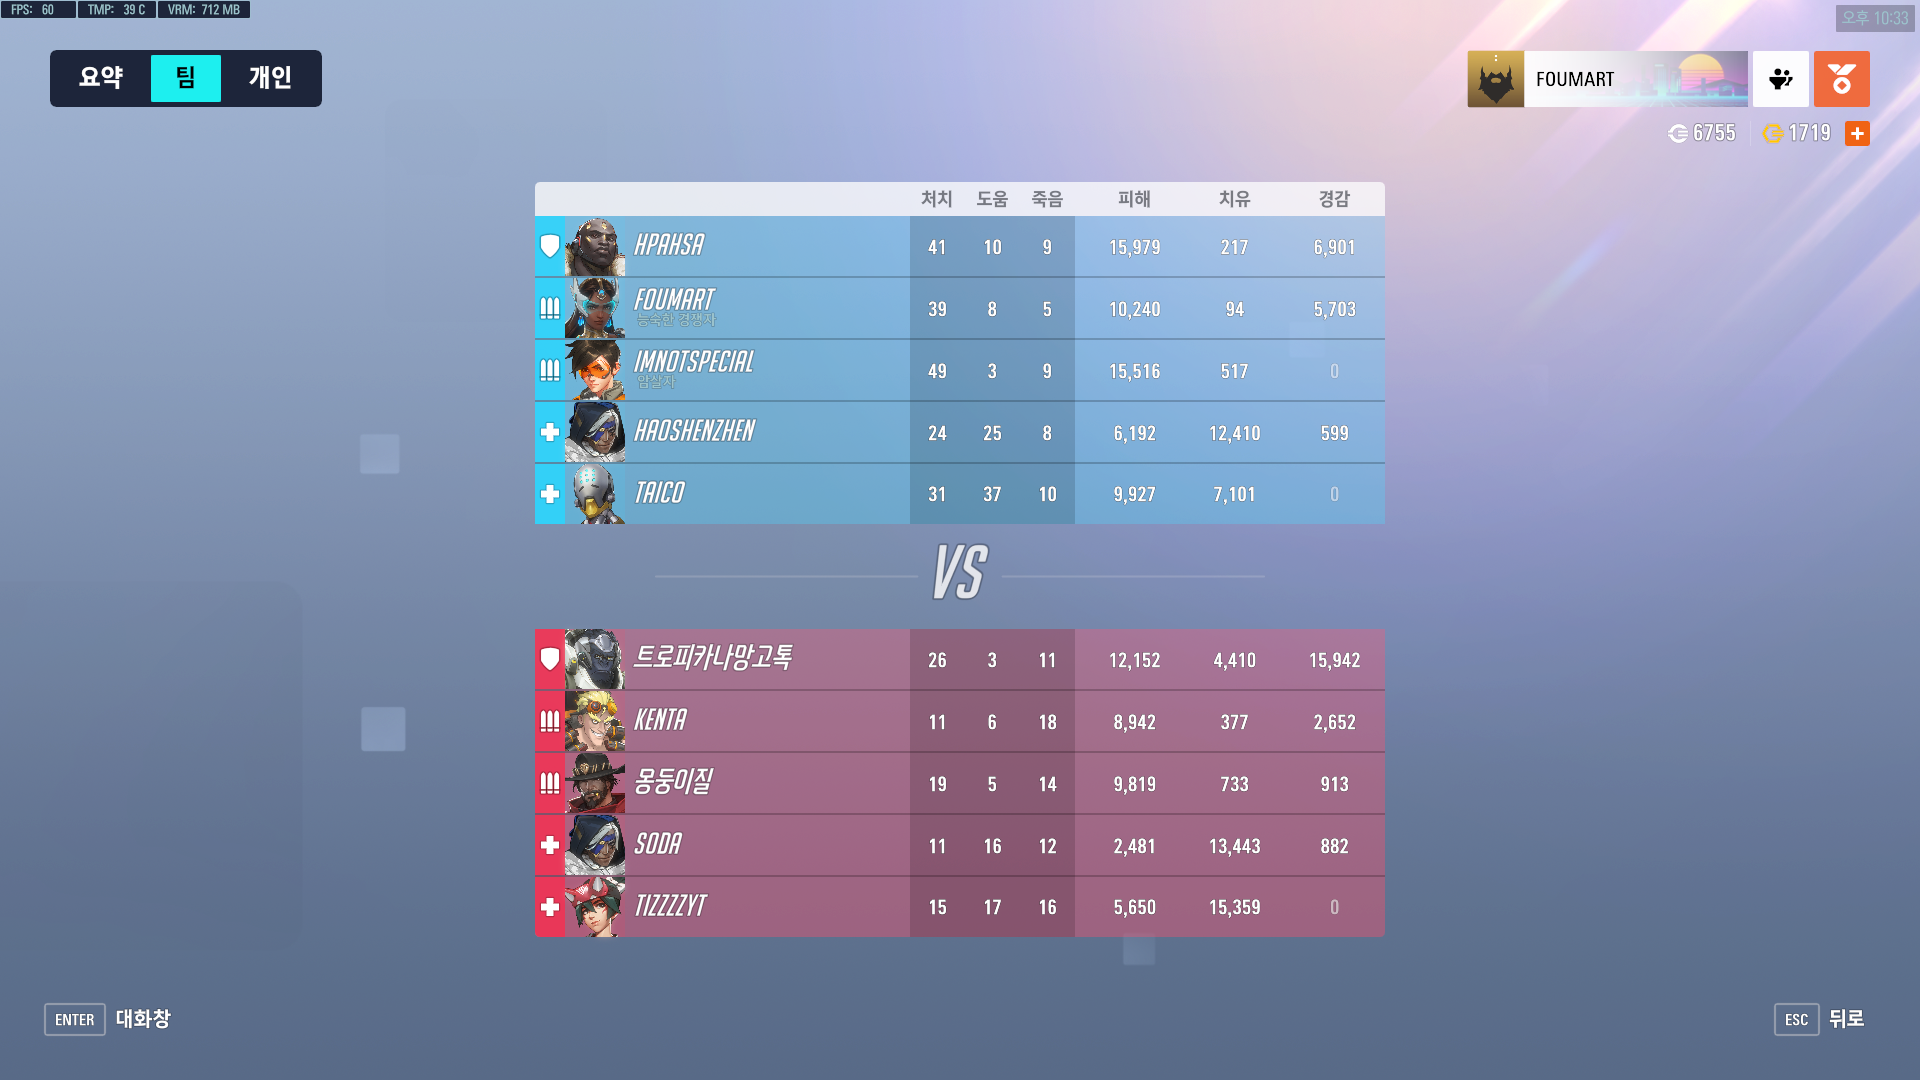 FPS: 60 TMP: 39 C VRM: 712 MB
오후 10:33
요약 팀 개인
FOUMART
6755 1719
처치 도움 죽음 피해 치유 경감
HPAHSA 41 10 9 15,979 217 6,901
FOUMART 39 8 5 10,240 94 5,703
능숙한 경쟁자
IMNOTSPECIAL 49 3 9 15,516 517 0
암살자
HAOSHENZHEN 24 25 8 6,192 12,410 599
TAICO 31 37 10 9,927 7,101 0
VS
트로피카나망고톡 26 3 11 12,152 4,410 15,942
KENTA 11 6 18 8,942 377 2,652
몽둥이질 19 5 14 9,819 733 913
SODA 11 16 12 2,481 13,443 882
TIZZZZYT 15 17 16 5,650 15,359 0
ENTER 대화창
ESC 뒤로